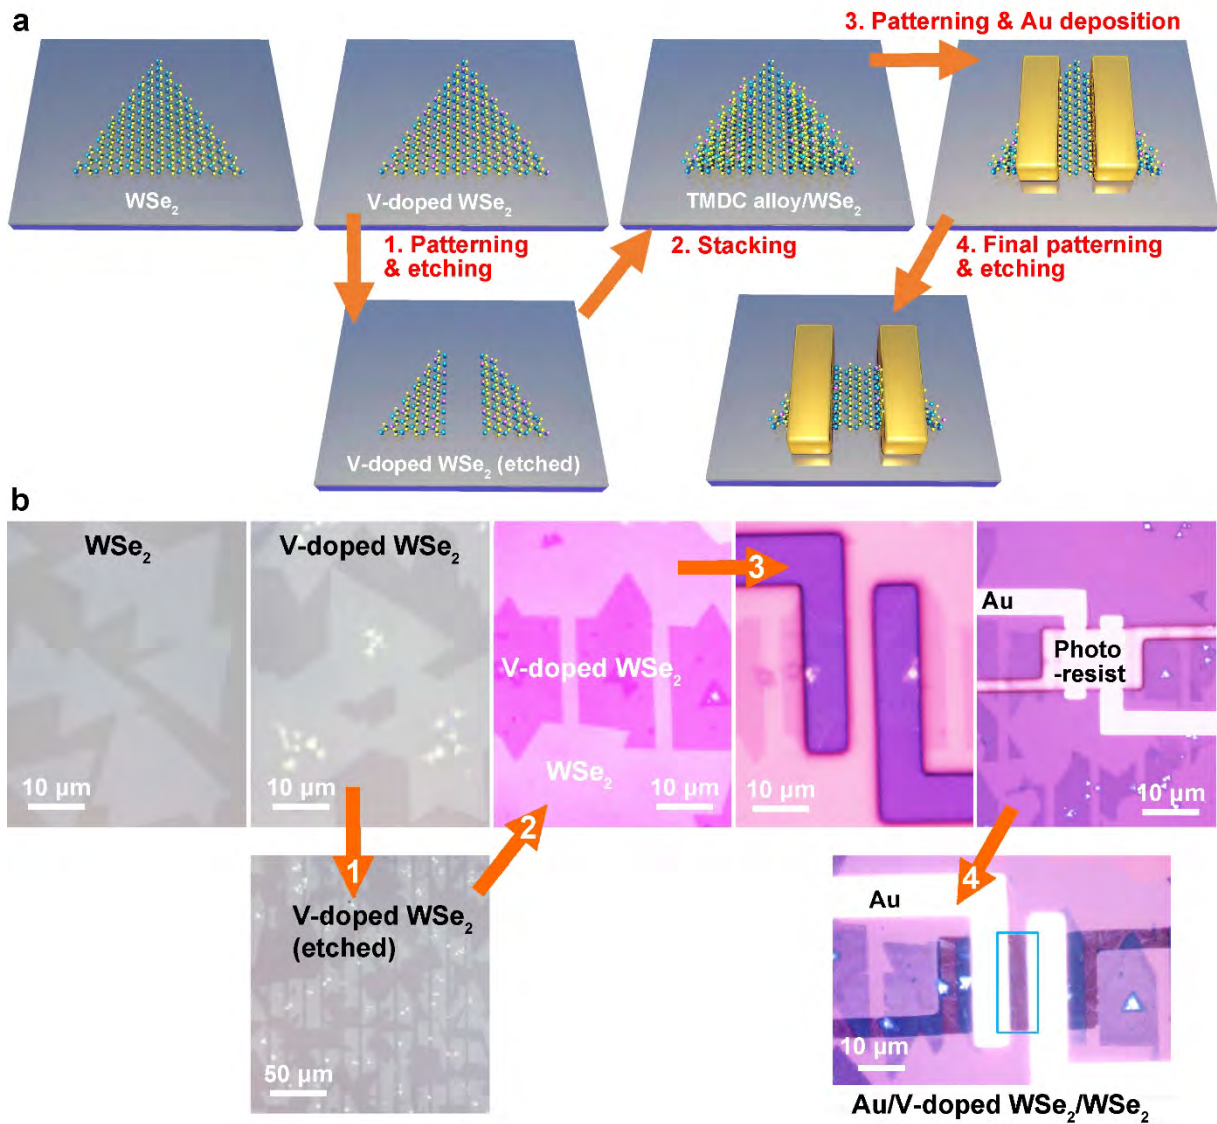 a
3. Patterning & Au deposition
WSe₂
V-doped WSe₂
TMDC alloy/WSe₂
1. Patterning
& etching
2. Stacking
4. Final patterning
& etching
V-doped WSe₂ (etched)
b
WSe₂
V-doped WSe₂
V-doped WSe₂
WSe₂
3
Au
Photo
-resist
10 µm
10 µm
10 µm
10 µm
10 µm
1
2
4
V-doped WSe₂
(etched)
50 µm
Au
10 µm
Au/V-doped WSe₂/WSe₂